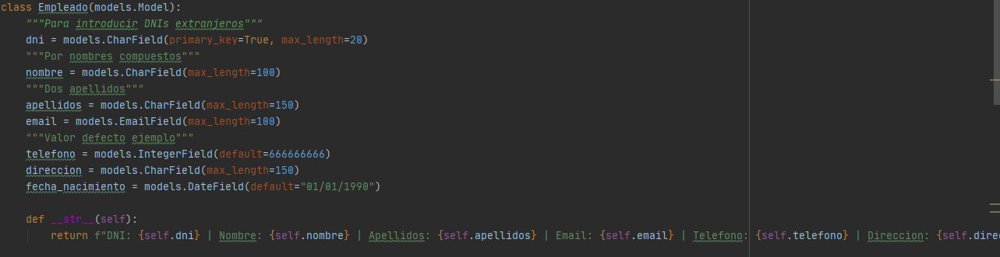 class Empleado(models.Model):
    """Para introducir DNIs extranjeros"""
    dni = models.CharField(primary_key=True, max_length=20)
    """Por nombres compuestos"""
    nombre = models.CharField(max_length=100)
    """Dos apellidos"""
    apellidos = models.CharField(max_length=150)
    email = models.EmailField(max_length=100)
    """Valor defecto ejemplo"""
    telefono = models.IntegerField(default=666666666)
    direccion = models.CharField(max_length=150)
    fecha_nacimiento = models.DateField(default="01/01/1990")
    def __str__(self):
        return f"DNI: {self.dni} | Nombre: {self.nombre} | Apellidos: {self.apellidos} | Email: {self.email} | Telefono: {self.telefono} | Direccion: {self.dire